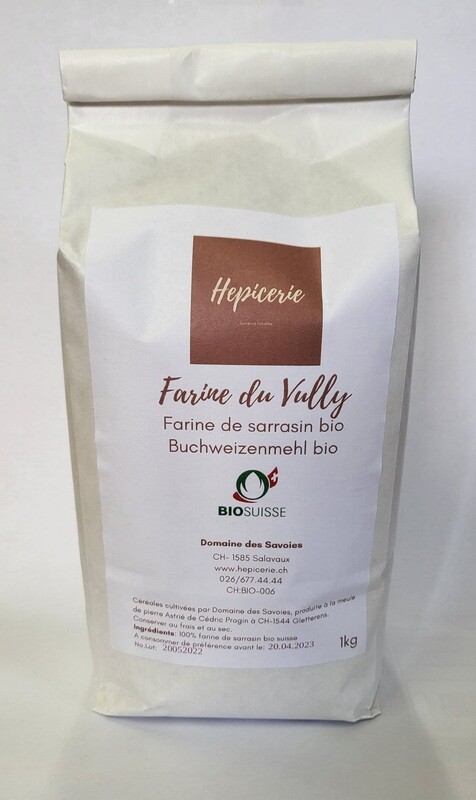 Hepicerie
Farine du Vully
Farine de sarrasin bio
Buchweizenmehl bio
BIOSUISSE
Domaine des Savoies
CH- 1585 Salavaux
www.hepicerie.ch
026/677.44.44
CH:BIO-006
Céréales cultivées par Domaine des Savoies, produite à la meule
de pierre Astrié de Cédric Progin à CH-1544 Gletterens.
Conserver au frais et au sec.
Ingrédients: 100% farine de sarrasin bio suisse
A consommer de préférence avant le: 20.04.2023
No.Lot: 20052022
1kg